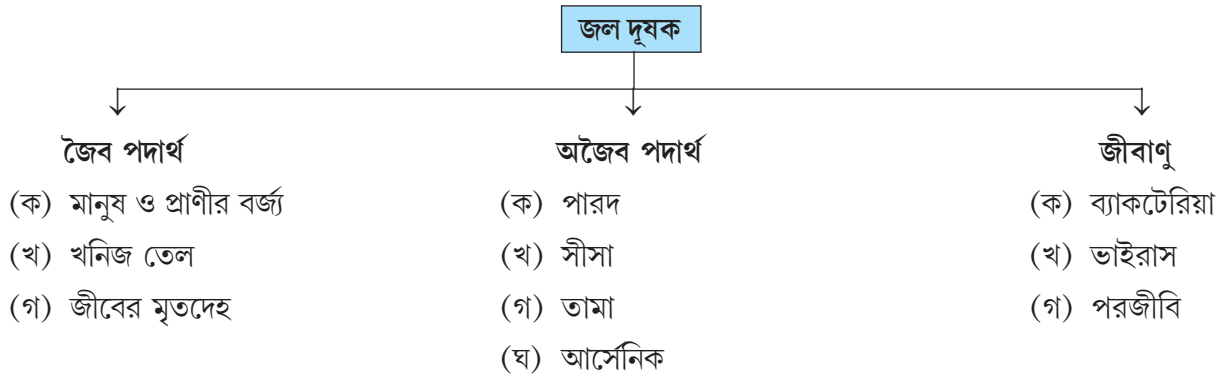 জল দূষক
জৈব পদার্থ
(ক) মানুষ ও প্রাণীর বর্জ্য
(খ) খনিজ তেল
(গ) জীবের মৃতদেহ
অজৈব পদার্থ
(ক) পারদ
(খ) সীসা
(গ) তামা
(ঘ) আর্সেনিক
জীবাণু
(ক) ব্যাকটেরিয়া
(খ) ভাইরাস
(গ) পরজীবি